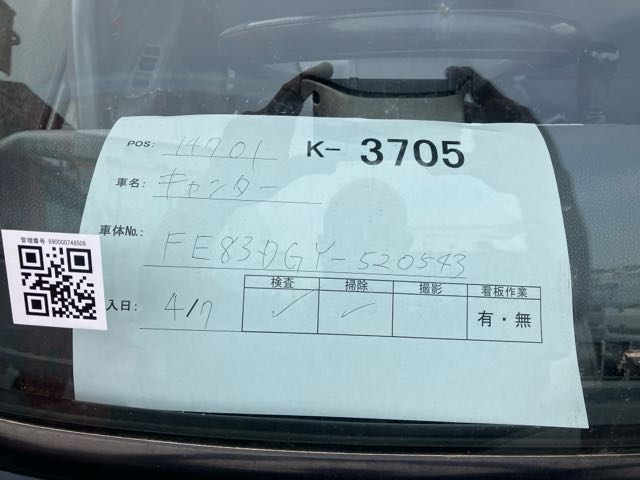 POS: 14701 K- 3705
車名: キャンター
車体No.: FE83DGY-520543
管理番号 990000748508
入日: 4/7
検査 掃除 撮影 看板作業
✓ ✓ 有・無